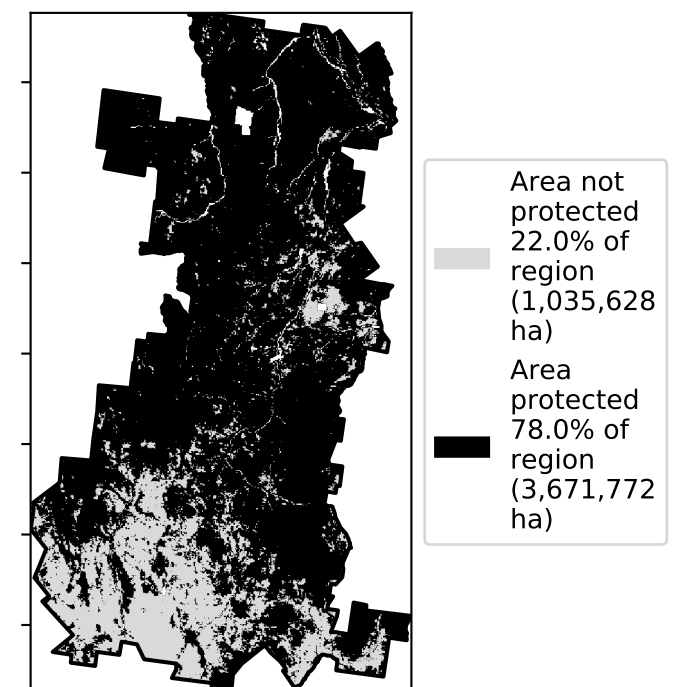 Area not
protected
22.0% of
region
(1,035,628
ha)
Area
protected
78.0% of
region
(3,671,772
ha)